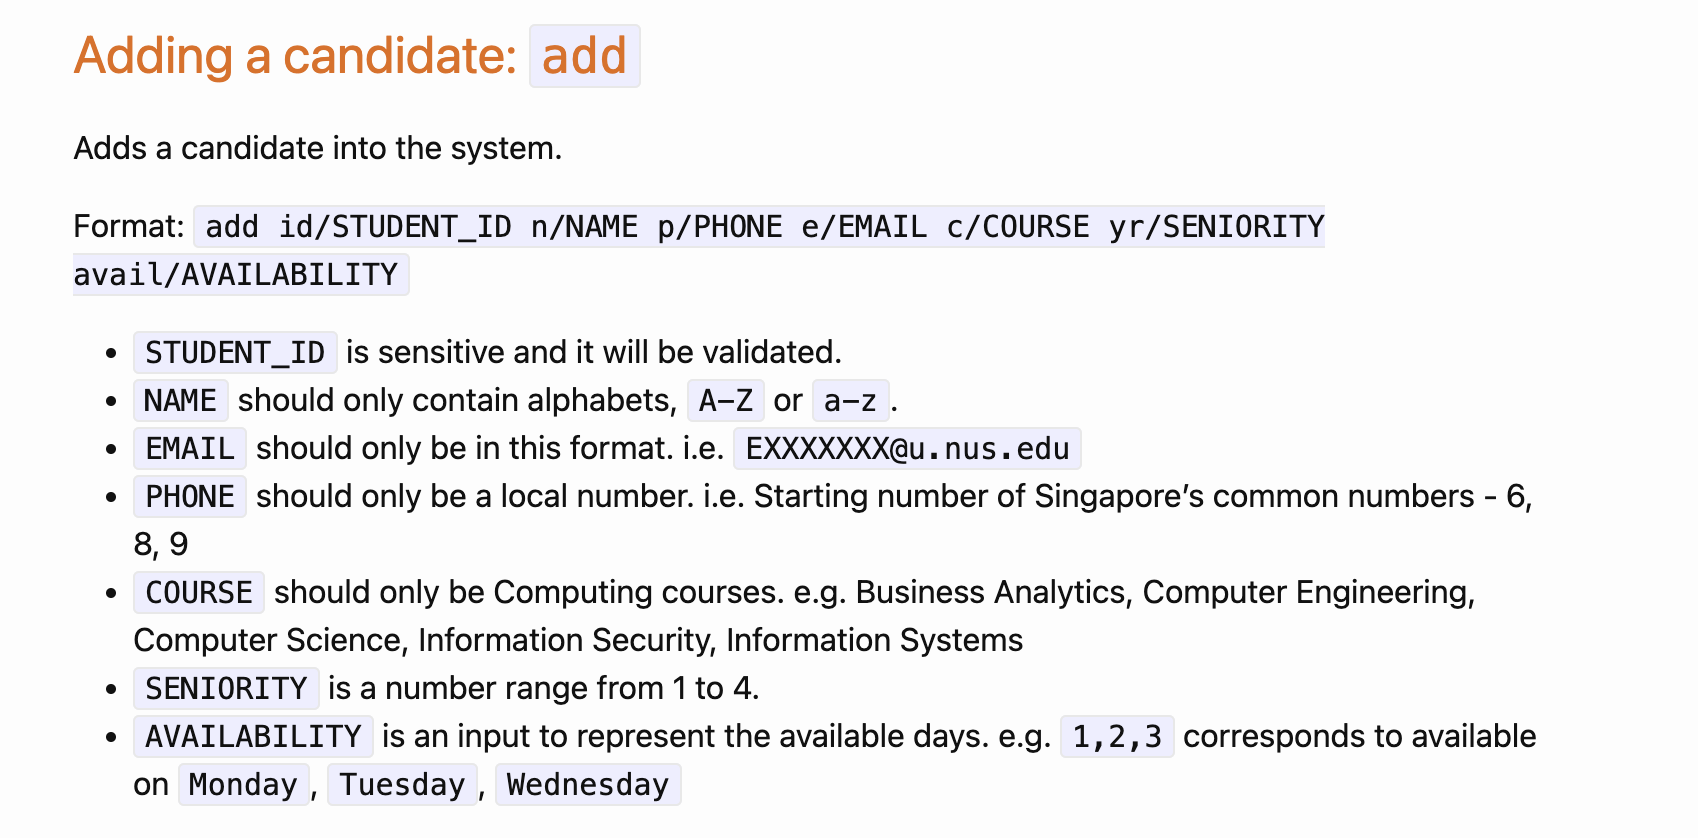 Adding a candidate: add
Adds a candidate into the system.
Format: add id/STUDENT_ID n/NAME p/PHONE e/EMAIL c/COURSE yr/SENIORITY
avail/AVAILABILITY
• STUDENT_ID is sensitive and it will be validated.
• NAME should only contain alphabets, A-Z or a-z.
• EMAIL should only be in this format. i.e. EXXXXXXX@u.nus.edu
• PHONE should only be a local number. i.e. Starting number of Singapore’s common numbers - 6,
8, 9
• COURSE should only be Computing courses. e.g. Business Analytics, Computer Engineering,
Computer Science, Information Security, Information Systems
• SENIORITY is a number range from 1 to 4.
• AVAILABILITY is an input to represent the available days. e.g. 1,2,3 corresponds to available
on Monday, Tuesday, Wednesday